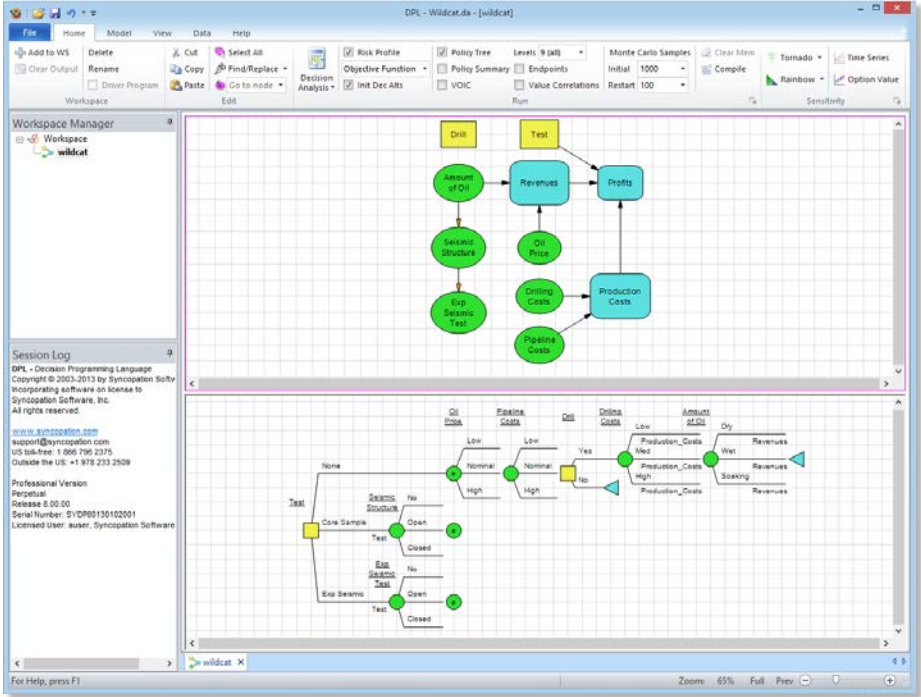 DPL - Wildcat.da - [wildcat]
File Home Model View Data Help
Add to WS Delete Cut Select All Risk Profile Policy Tree Levels 9 (all) Monte Carlo Samples Clear Mem Tornado Time Series
Clear Output Rename Copy Find/Replace Decision Analysis Objective Function Policy Summary Endpoints Initial 1000 Compile
Driver Program Paste Go to node Init Dec Alts VOIC Value Correlations Restart 100 Rainbow Option Value
Workspace Edit Run Sensitivity
Workspace Manager
Workspace
wildcat
Drill
Test
Amount
of Oil
Revenues
Profits
Seismic
Structure
Oil
Price
Exp
Seismic
Test
Drilling
Costs
Production
Costs
Pipeline
Costs
Session Log
DPL - Decision Programming Language
Copyright © 2003-2013 by Syncopation Softw
Incorporating software on license to
Syncopation Software, Inc.
All rights reserved.
www.syncopation.com
support@syncopation.com
US toll-free: 1 866 796 2375
Outside the US: +1 978 233 2509
Professional Version
Perpetual
Release 8.00.00
Serial Number: SYDP80130102001
Licensed User: auser, Syncopation Software
Test
None
Core Sample
Test
Exp Seismic
Test
Seismic
Structure
No
Open
Closed
Exp
Seismic
Test
No
Open
Closed
a
a
a
Oil
Price
Low
Nominal
High
Pipeline
Costs
Low
Nominal
High
Drill
Yes
No
Drilling
Costs
Low
Production_Costs
Med
Production_Costs
High
Production_Costs
Amount
of Oil
Dry
Revenues
Wet
Revenues
Soaking
Revenues
wildcat
For Help, press F1
Zoom: 65% Full Prev